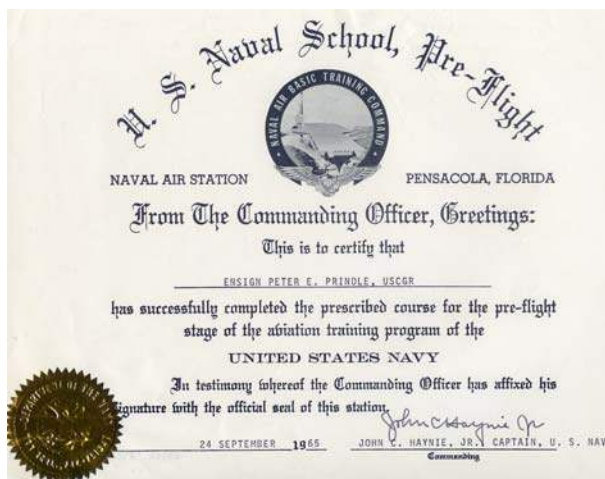 U. S. Naval School, Pre-Flight
NAVAL AIR BASIC TRAINING COMMAND
NAVAL AIR STATION PENSACOLA, FLORIDA
From The Commanding Officer, Greetings:
This is to certify that
ENSIGN PETER E. PRINDLE, USCGR
has successfully completed the prescribed course for the pre-flight
stage of the aviation training program of the
UNITED STATES NAVY
In testimony whereof the Commanding Officer has affixed his
signature with the official seal of this station.
John C Haynie Jr
24 SEPTEMBER 1965 JOHN C. HAYNIE, JR. CAPTAIN, U. S. NAV
Commanding